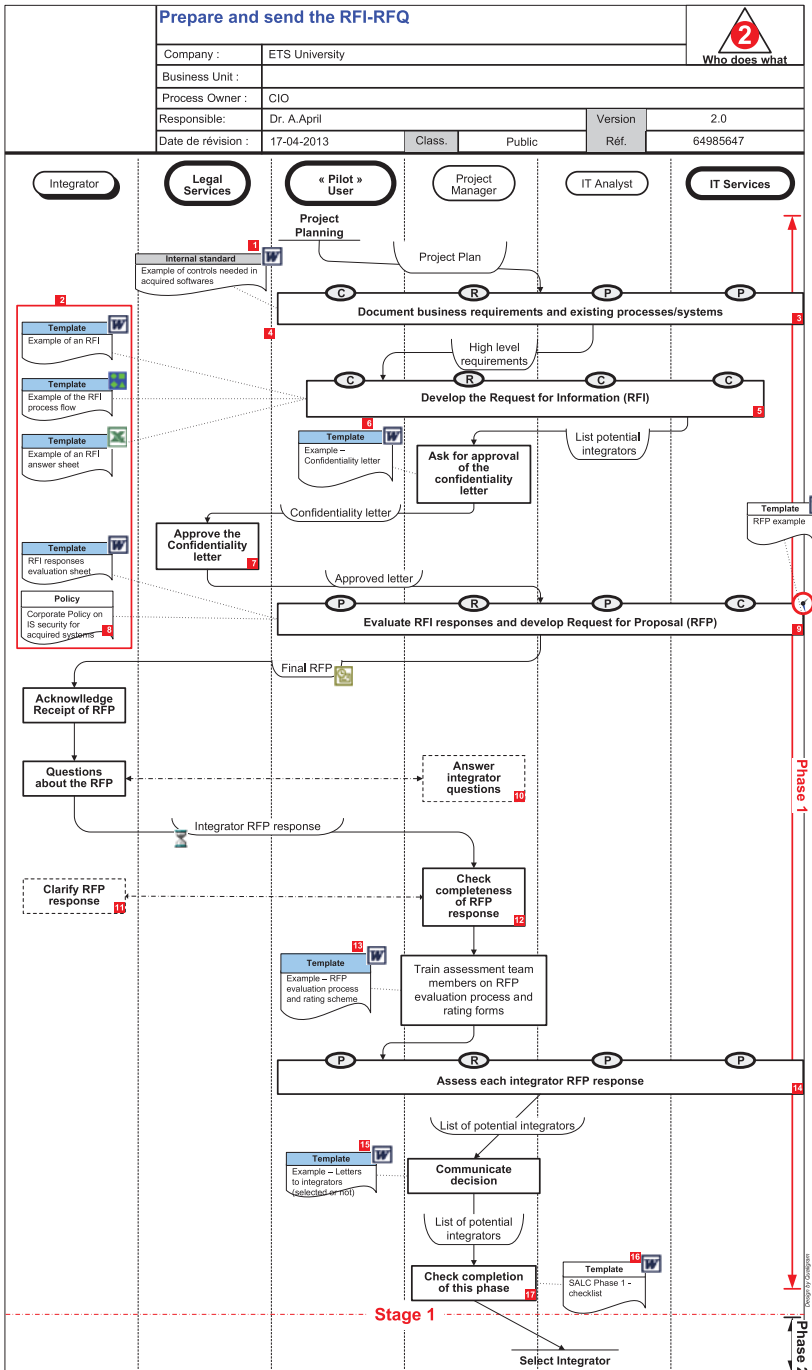 Prepare and send the RFI-RFQ
2
Who does what
Company : ETS University
Business Unit :
Process Owner : CIO
Responsible: Dr. A.April Version 2.0
Date de révision : 17-04-2013 Class. Public Réf. 64985647
Integrator
Legal
Services
« Pilot »
User
Project
Manager
IT Analyst
IT Services
Project
Planning
1
Internal standard
Example of controls needed in
acquired softwares
Project Plan
C R P P
Document business requirements and existing processes/systems
3
2
4
Template
Example of an RFI
High level
requirements
Template
Example of the RFI
process flow
C R C C
Develop the Request for Information (RFI)
5
Template
Example of an RFI
answer sheet
6
Template
Example –
Confidentiality letter
Ask for approval
of the
confidentiality
letter
List potential
integrators
Confidentiality letter
Template
RFP example
Approve the
Confidentiality
letter
7
Template
RFI responses
evaluation sheet
Approved letter
Policy
Corporate Policy on
IS security for
acquired systems
8
P R P C
Evaluate RFI responses and develop Request for Proposal (RFP)
9
Final RFP
Acknowlledge
Receipt of RFP
Questions
about the RFP
Answer
integrator
questions
10
Phase 1
Integrator RFP response
Clarify RFP
response
11
Check
completeness
of RFP
response
12
13
Template
Example – RFP
evaluation process
and rating scheme
Train assessment team
members on RFP
evaluation process and
rating forms
P R P P
Assess each integrator RFP response
14
List of potential integrators
15
Template
Example – Letters
to integrators
(selected or not)
Communicate
decision
List of potential
integrators
16
Template
SALC Phase 1 -
checklist
Check completion
of this phase
17
Design by Qualigram
Stage 1
Phase
Select Integrator